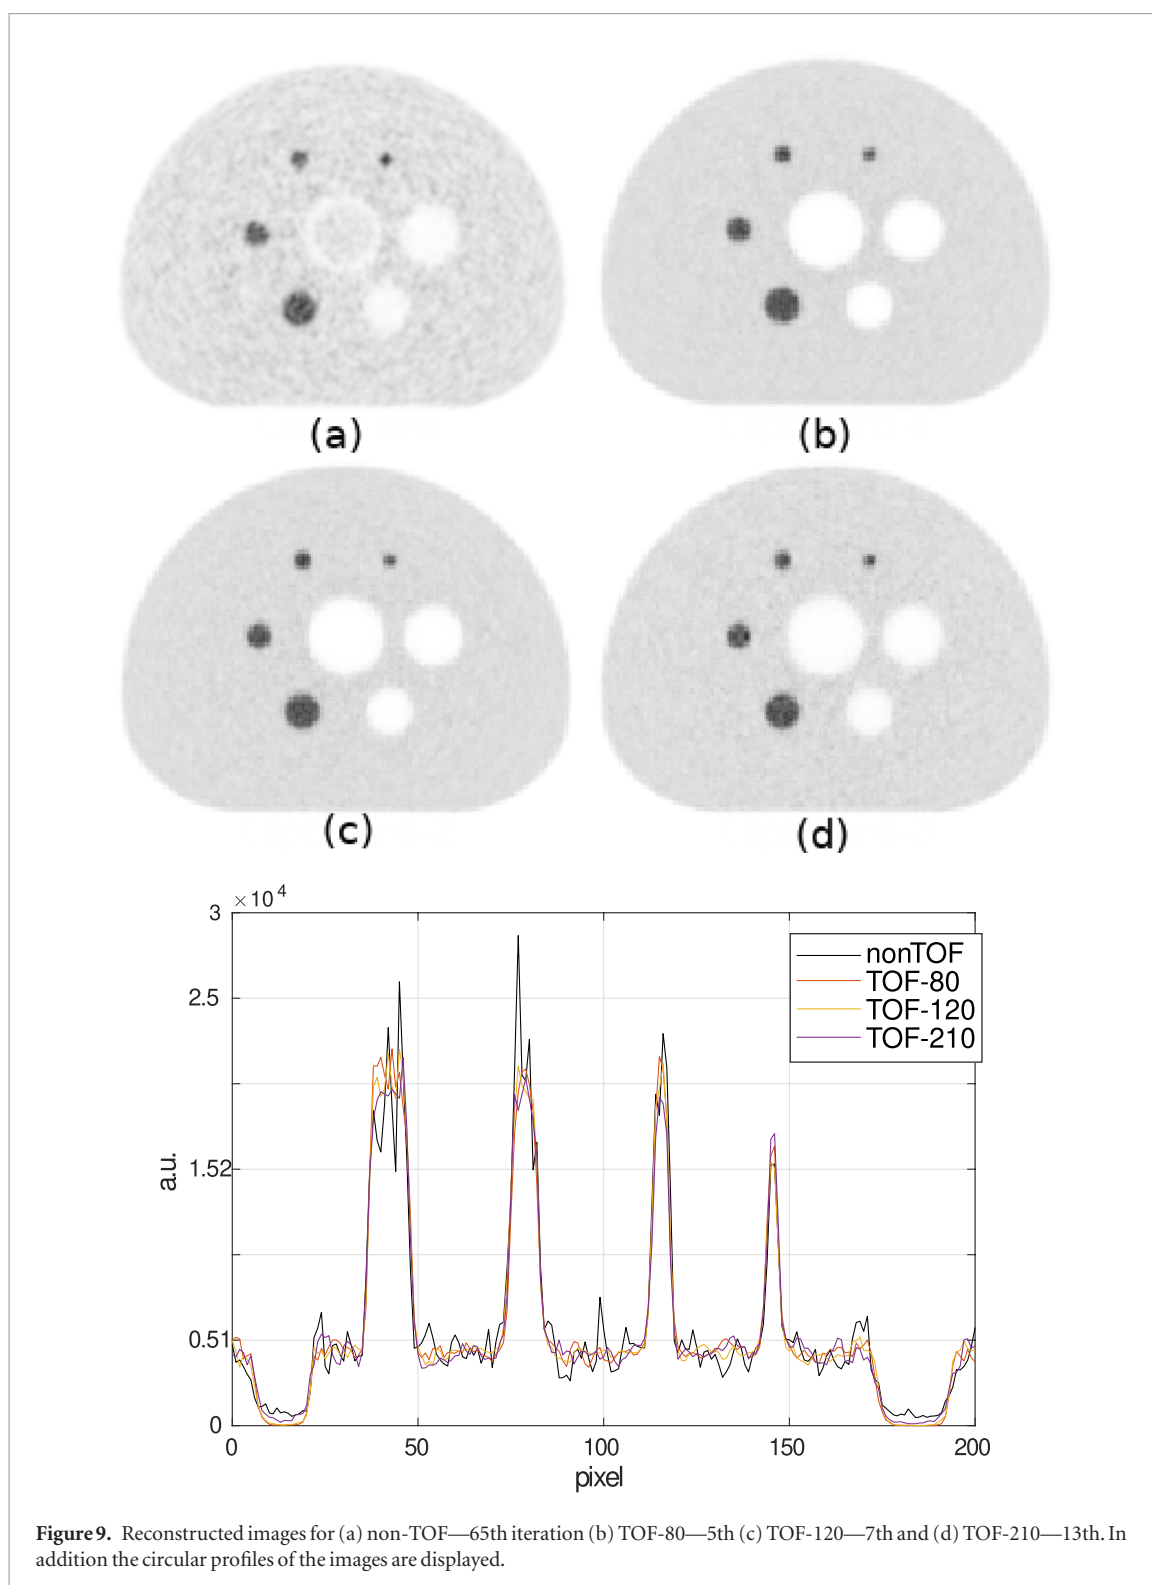 (a)
(b)
(c)
(d)
×10^4
3
2.5
1.52
0.51
0
a.u.
nonTOF
TOF-80
TOF-120
TOF-210
0
50
100
150
200
pixel
Figure 9. Reconstructed images for (a) non-TOF—65th iteration (b) TOF-80—5th (c) TOF-120—7th and (d) TOF-210—13th. In
addition the circular profiles of the images are displayed.